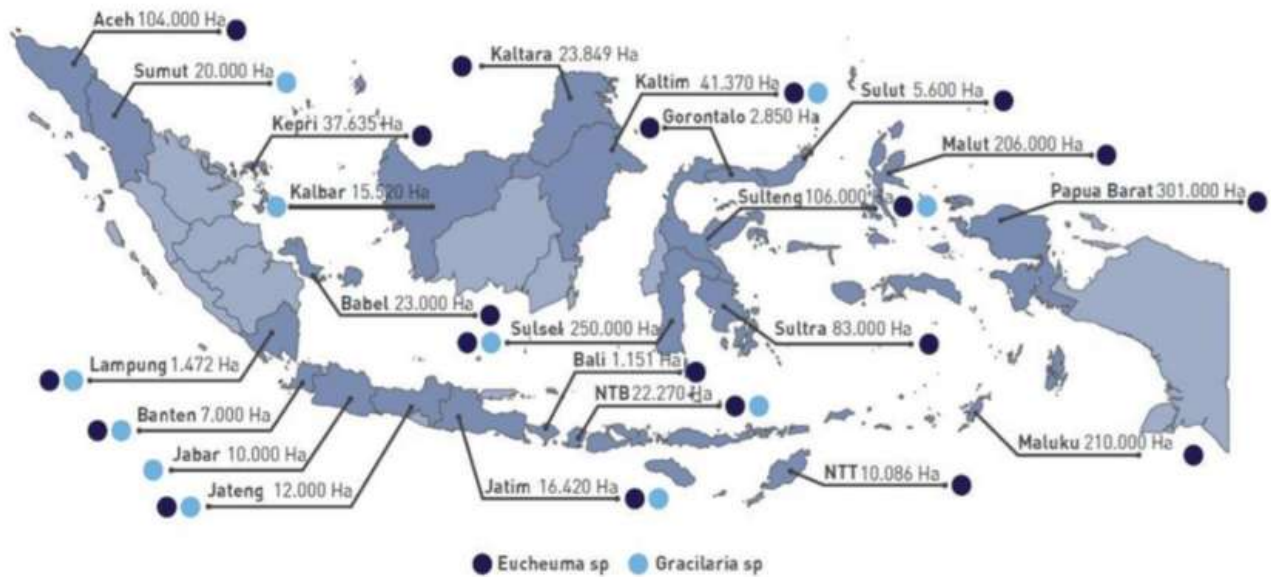 Aceh 104.000 Ha
Sumut 20.000 Ha
Kepri 37.635 Ha
Kalbar 15.520 Ha
Kaltara 23.849 Ha
Kaltim 41.370 Ha
Gorontalo 2.850 Ha
Sulut 5.600 Ha
Malut 206.000 Ha
Sulteng 106.000 Ha
Papua Barat 301.000 Ha
Babel 23.000 Ha
Sulsel 250.000 Ha
Sultra 83.000 Ha
Lampung 1.472 Ha
Bali 1.151 Ha
NTB 22.270 Ha
Banten 7.000 Ha
Jabar 10.000 Ha
Jateng 12.000 Ha
Jatim 16.420 Ha
NTT 10.086 Ha
Maluku 210.000 Ha
Eucheuma sp
Gracilaria sp